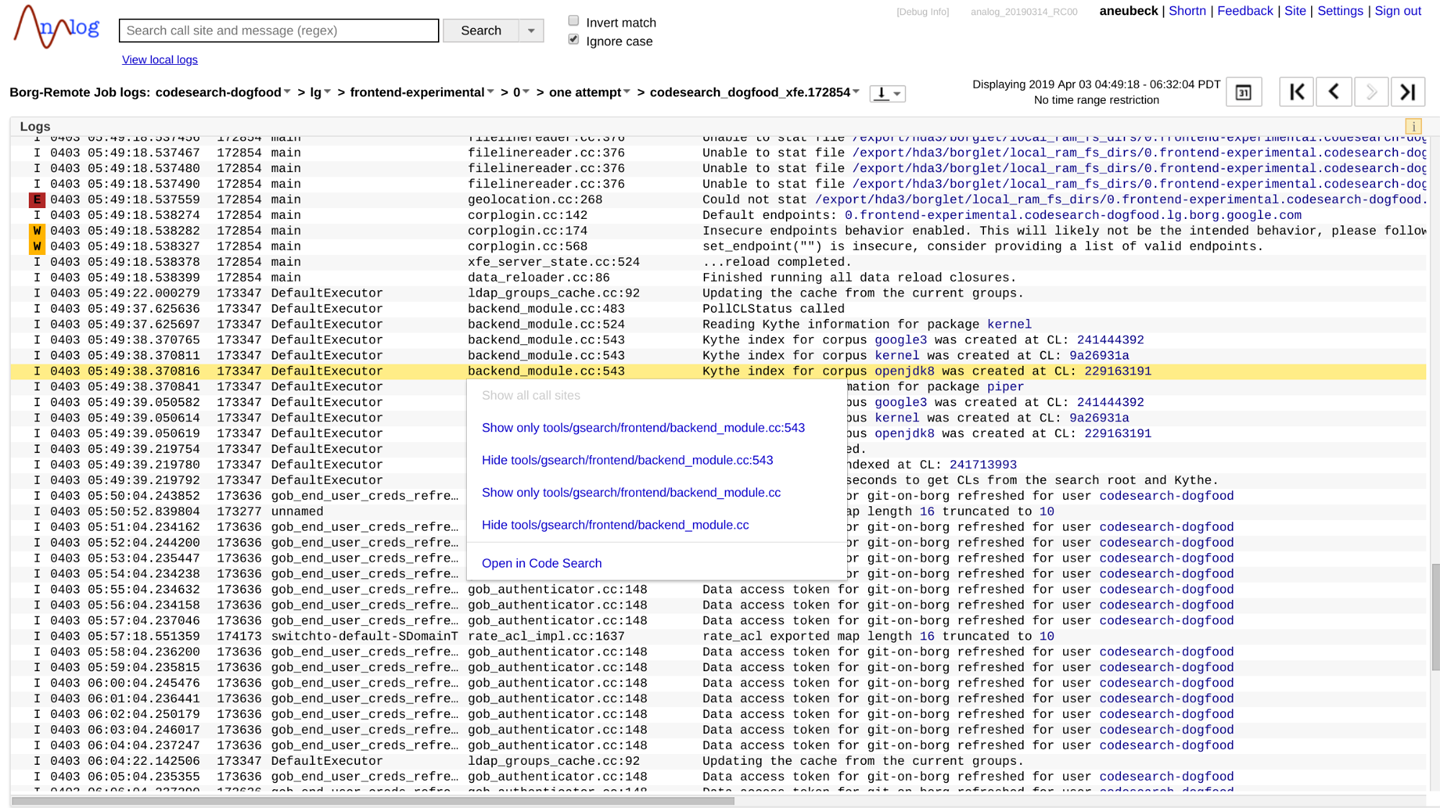 Analog
Search call site and message (regex)
Search
Invert match
Ignore case
View local logs
[Debug Info] analog_20190314_RC00 aneubeck | Shortn | Feedback | Site | Settings | Sign out
Borg-Remote Job logs: codesearch-dogfood > lg > frontend-experimental > 0 > one attempt > codesearch_dogfood_xfe.172854
Displaying 2019 Apr 03 04:49:18 - 06:32:04 PDT
No time range restriction
31
Logs
i
I 0403 05:49:18.537456 172854 main filelinereader.cc:376 Unable to stat file /export/hda3/borglet/local_ram_fs_dirs/0.frontend-experimental.codesearch-dog
I 0403 05:49:18.537467 172854 main filelinereader.cc:376 Unable to stat file /export/hda3/borglet/local_ram_fs_dirs/0.frontend-experimental.codesearch-dog
I 0403 05:49:18.537480 172854 main filelinereader.cc:376 Unable to stat file /export/hda3/borglet/local_ram_fs_dirs/0.frontend-experimental.codesearch-dog
I 0403 05:49:18.537490 172854 main filelinereader.cc:376 Unable to stat file /export/hda3/borglet/local_ram_fs_dirs/0.frontend-experimental.codesearch-dog
E 0403 05:49:18.537559 172854 main geolocation.cc:268 Could not stat /export/hda3/borglet/local_ram_fs_dirs/0.frontend-experimental.codesearch-dogfood.
I 0403 05:49:18.538274 172854 main corplogin.cc:142 Default endpoints: 0.frontend-experimental.codesearch-dogfood.lg.borg.google.com
W 0403 05:49:18.538282 172854 main corplogin.cc:174 Insecure endpoints behavior enabled. This will likely not be the intended behavior, please follow
W 0403 05:49:18.538327 172854 main corplogin.cc:568 set_endpoint("") is insecure, consider providing a list of valid endpoints.
I 0403 05:49:18.538378 172854 main xfe_server_state.cc:524 ...reload completed.
I 0403 05:49:18.538399 172854 main data_reloader.cc:86 Finished running all data reload closures.
I 0403 05:49:22.000279 173347 DefaultExecutor ldap_groups_cache.cc:92 Updating the cache from the current groups.
I 0403 05:49:37.625636 173347 DefaultExecutor backend_module.cc:483 PollCLStatus called
I 0403 05:49:37.625697 173347 DefaultExecutor backend_module.cc:524 Reading Kythe information for package kernel
I 0403 05:49:38.370765 173347 DefaultExecutor backend_module.cc:543 Kythe index for corpus google3 was created at CL: 241444392
I 0403 05:49:38.370811 173347 DefaultExecutor backend_module.cc:543 Kythe index for corpus kernel was created at CL: 9a26931a
I 0403 05:49:38.370816 173347 DefaultExecutor backend_module.cc:543 Kythe index for corpus openjdk8 was created at CL: 229163191
I 0403 05:49:38.370841 173347 DefaultExecutor mation for package piper
I 0403 05:49:39.050582 173347 DefaultExecutor pus google3 was created at CL: 241444392
I 0403 05:49:39.050614 173347 DefaultExecutor pus kernel was created at CL: 9a26931a
I 0403 05:49:39.050619 173347 DefaultExecutor pus openjdk8 was created at CL: 229163191
I 0403 05:49:39.219754 173347 DefaultExecutor ed.
I 0403 05:49:39.219780 173347 DefaultExecutor ndexed at CL: 241713993
I 0403 05:49:39.219792 173347 DefaultExecutor seconds to get CLs from the search root and Kythe.
I 0403 05:50:04.243852 173636 gob_end_user_creds_refre… or git-on-borg refreshed for user codesearch-dogfood
I 0403 05:50:52.839804 173277 unnamed ap length 16 truncated to 10
I 0403 05:51:04.234162 173636 gob_end_user_creds_refre… or git-on-borg refreshed for user codesearch-dogfood
I 0403 05:52:04.244200 173636 gob_end_user_creds_refre… or git-on-borg refreshed for user codesearch-dogfood
I 0403 05:53:04.235447 173636 gob_end_user_creds_refre… or git-on-borg refreshed for user codesearch-dogfood
I 0403 05:54:04.234238 173636 gob_end_user_creds_refre… or git-on-borg refreshed for user codesearch-dogfood
Show all call sites
Show only tools/gsearch/frontend/backend_module.cc:543
Hide tools/gsearch/frontend/backend_module.cc:543
Show only tools/gsearch/frontend/backend_module.cc
Hide tools/gsearch/frontend/backend_module.cc
Open in Code Search
I 0403 05:55:04.234632 173636 gob_end_user_creds_refre… gob_authenticator.cc:148 Data access token for git-on-borg refreshed for user codesearch-dogfood
I 0403 05:56:04.234158 173636 gob_end_user_creds_refre… gob_authenticator.cc:148 Data access token for git-on-borg refreshed for user codesearch-dogfood
I 0403 05:57:04.237046 173636 gob_end_user_creds_refre… gob_authenticator.cc:148 Data access token for git-on-borg refreshed for user codesearch-dogfood
I 0403 05:57:18.551359 174173 switchto-default-SDomainT rate_acl_impl.cc:1637 rate_acl exported map length 16 truncated to 10
I 0403 05:58:04.236200 173636 gob_end_user_creds_refre… gob_authenticator.cc:148 Data access token for git-on-borg refreshed for user codesearch-dogfood
I 0403 05:59:04.235815 173636 gob_end_user_creds_refre… gob_authenticator.cc:148 Data access token for git-on-borg refreshed for user codesearch-dogfood
I 0403 06:00:04.245476 173636 gob_end_user_creds_refre… gob_authenticator.cc:148 Data access token for git-on-borg refreshed for user codesearch-dogfood
I 0403 06:01:04.236441 173636 gob_end_user_creds_refre… gob_authenticator.cc:148 Data access token for git-on-borg refreshed for user codesearch-dogfood
I 0403 06:02:04.250179 173636 gob_end_user_creds_refre… gob_authenticator.cc:148 Data access token for git-on-borg refreshed for user codesearch-dogfood
I 0403 06:03:04.246017 173636 gob_end_user_creds_refre… gob_authenticator.cc:148 Data access token for git-on-borg refreshed for user codesearch-dogfood
I 0403 06:04:04.237247 173636 gob_end_user_creds_refre… gob_authenticator.cc:148 Data access token for git-on-borg refreshed for user codesearch-dogfood
I 0403 06:04:22.142506 173347 DefaultExecutor ldap_groups_cache.cc:92 Updating the cache from the current groups.
I 0403 06:05:04.235355 173636 gob_end_user_creds_refre… gob_authenticator.cc:148 Data access token for git-on-borg refreshed for user codesearch-dogfood